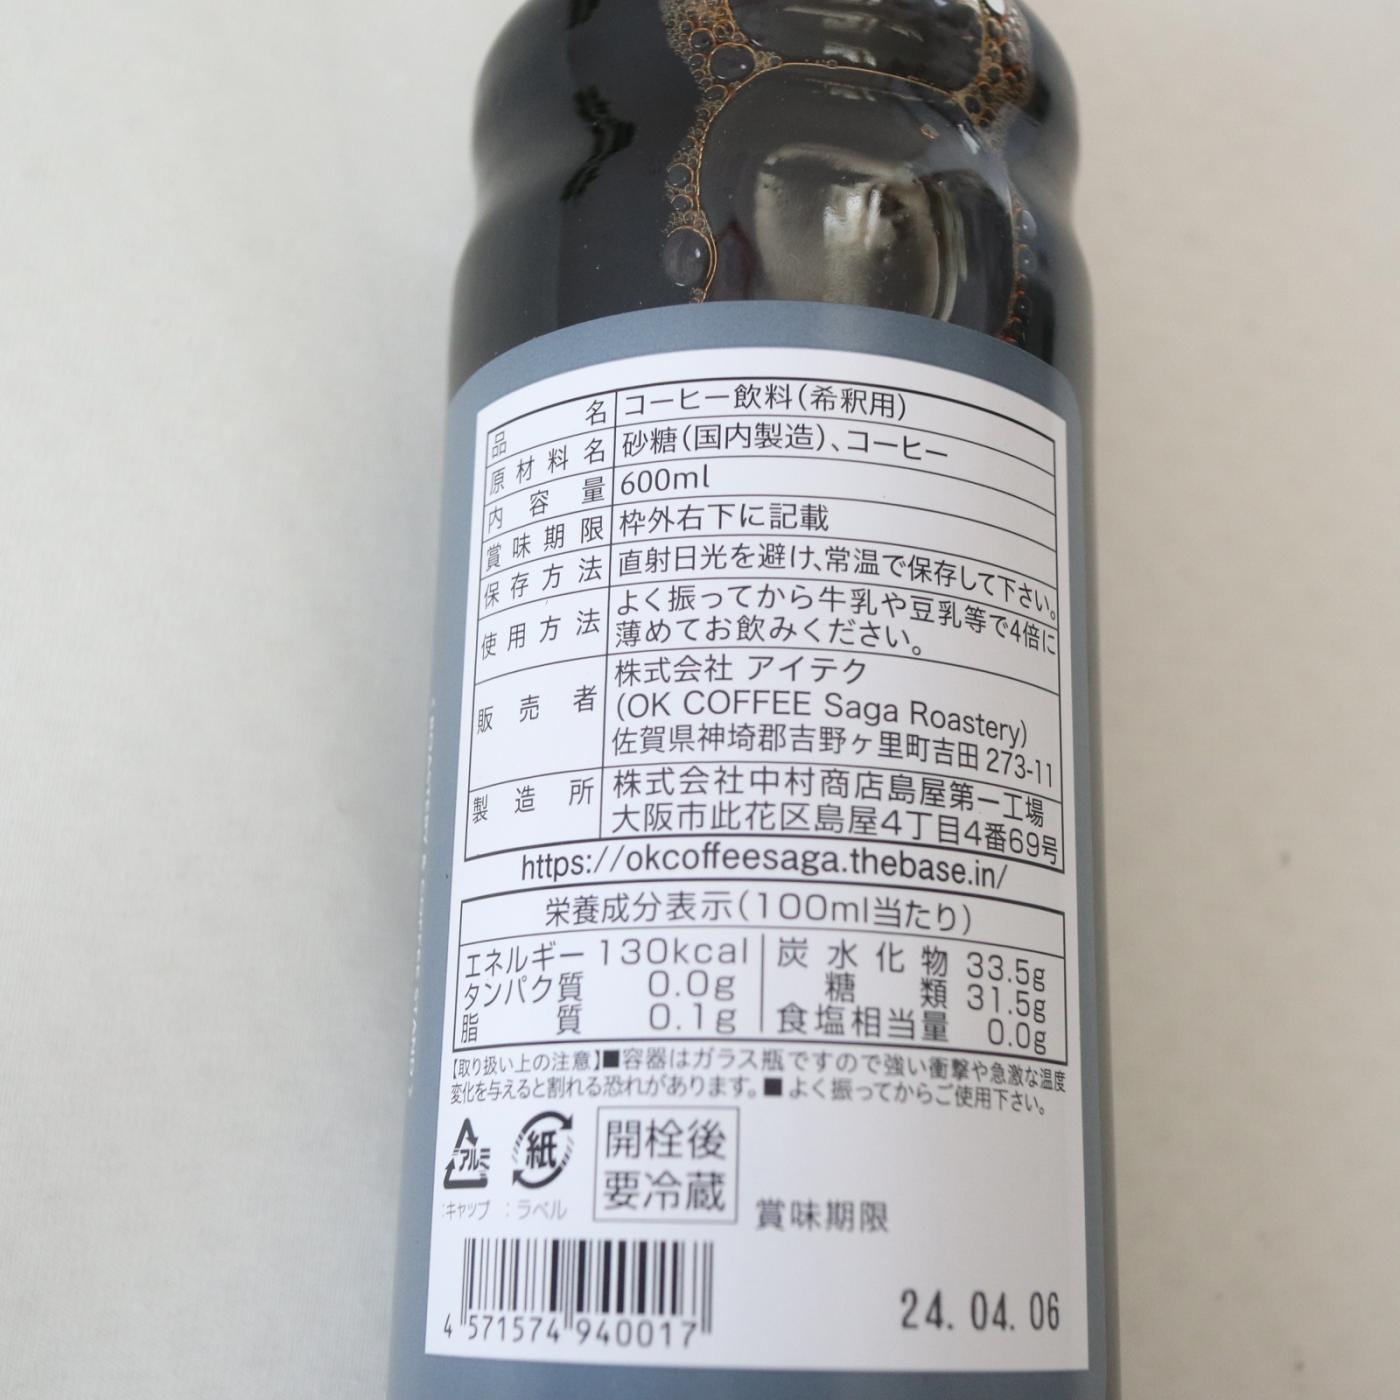 品名 コーヒー飲料(希釈用)
原材料名 砂糖(国内製造)、コーヒー
内容量 600ml
賞味期限 枠外右下に記載
保存方法 直射日光を避け、常温で保存して下さい。
使用方法 よく振ってから牛乳や豆乳等で4倍に
薄めてお飲みください。
販売者 株式会社 アイテク
(OK COFFEE Saga Roastery)
佐賀県神埼郡吉野ヶ里町吉田 273-11
製造所 株式会社中村商店島屋第一工場
大阪市此花区島屋4丁目4番69号
https://okcoffeesaga.thebase.in/
栄養成分表示(100ml当たり)
エネルギー 130kcal 炭水化物 33.5g
タンパク質 0.0g 糖類 31.5g
脂質 0.1g 食塩相当量 0.0g
【取り扱い上の注意】■容器はガラス瓶ですので強い衝撃や急激な温度
変化を与えると割れる恐れがあります。■よく振ってからご使用下さい。
アルミ 紙 開栓後
要冷蔵
:キャップ :ラベル
賞味期限
24.04.06
4 571574 940017